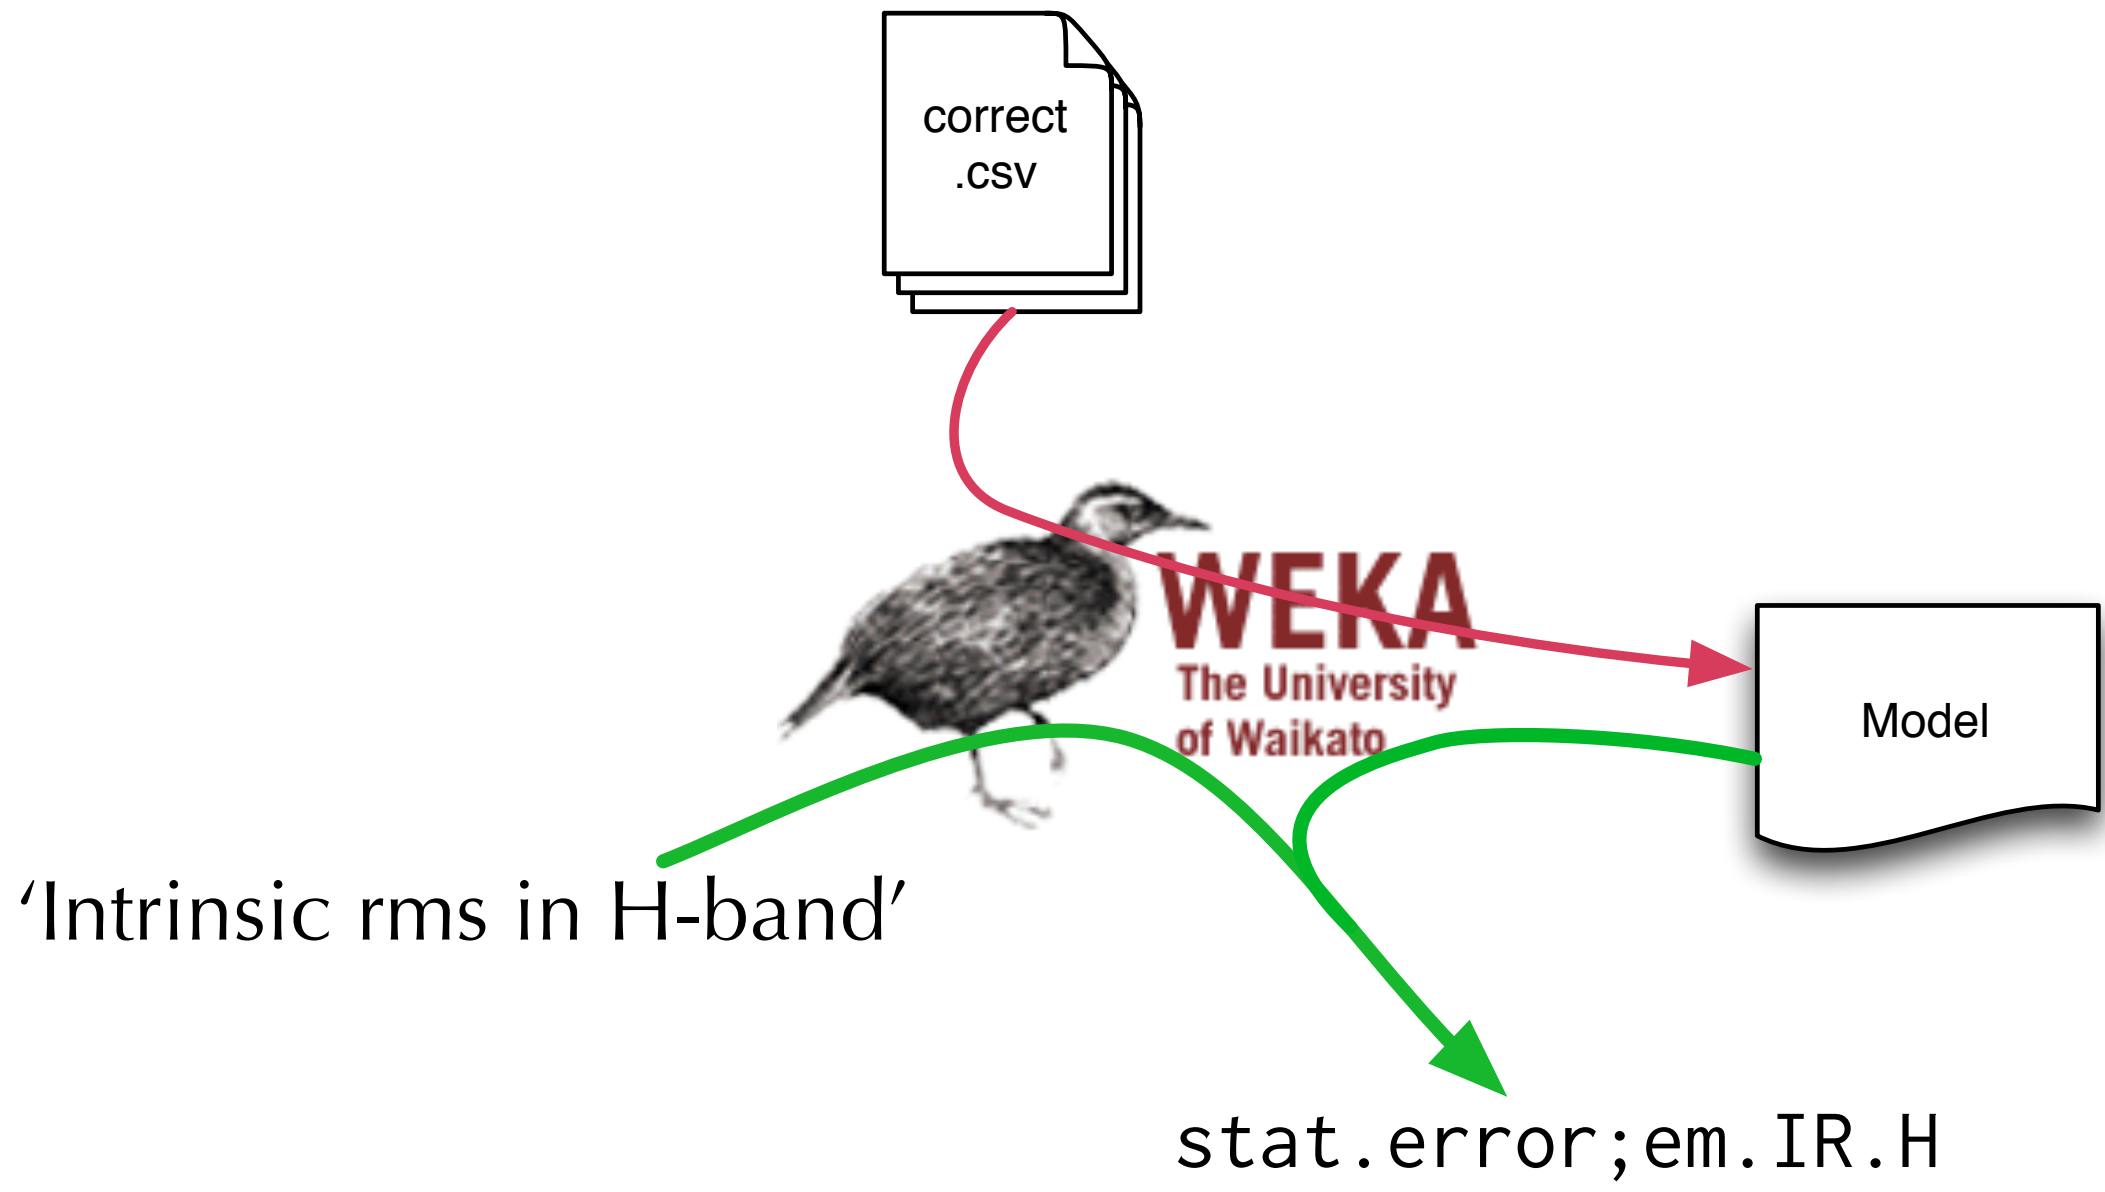 correct
.csv
WEKA
The University
of Waikato
Model
‘Intrinsic rms in H-band’
stat.error;em.IR.H